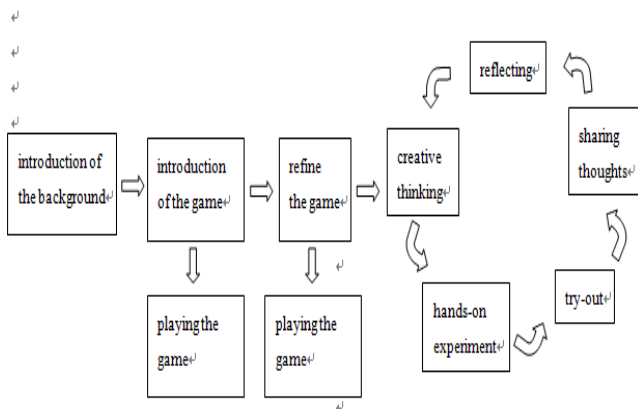 reflecting
introduction of
the background
introduction
of the game
refine
the game
creative
thinking
sharing
thoughts
playing the
game
playing the
game
hands-on
experiment
try-out